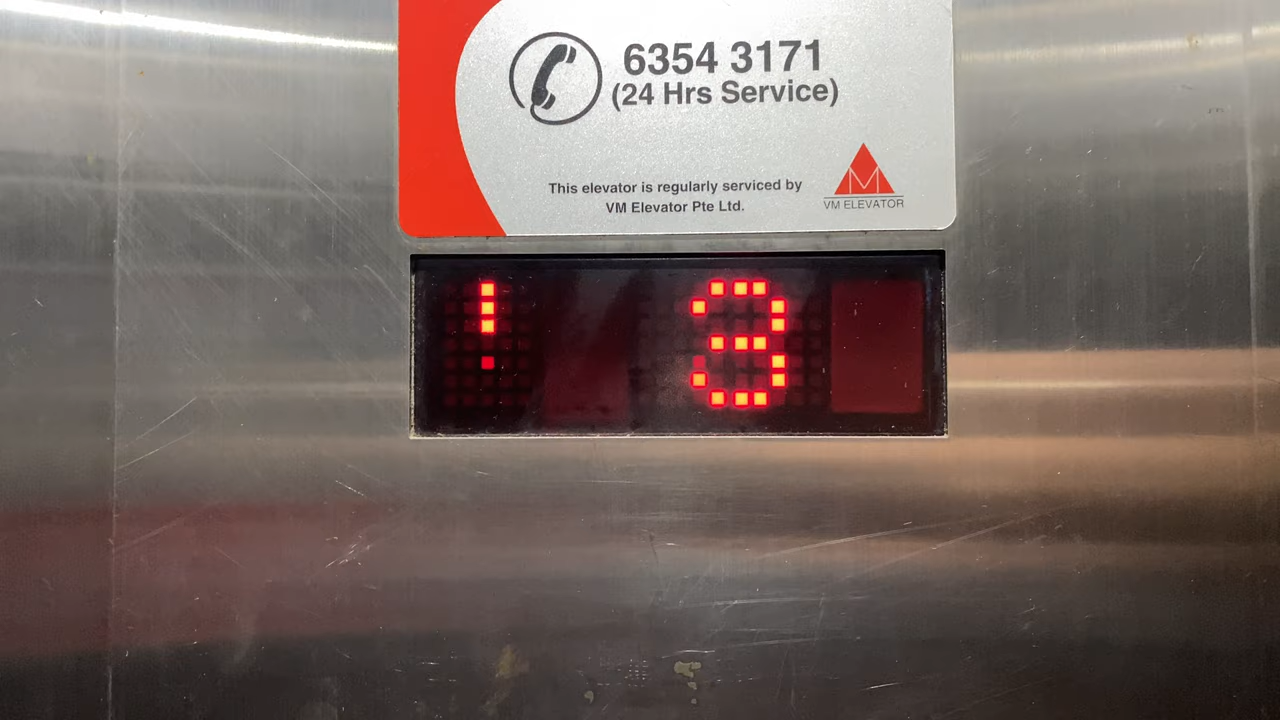 6354 3171
(24 Hrs Service)
This elevator is regularly serviced by
VM Elevator Pte Ltd.
VM ELEVATOR
! 3